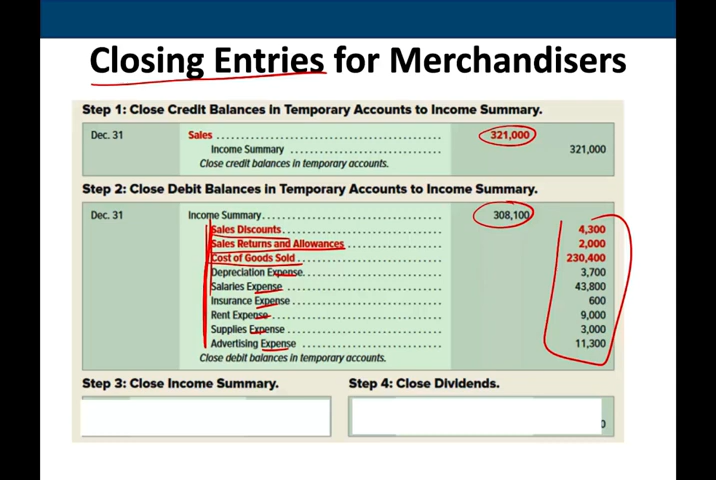 Closing Entries for Merchandisers
Step 1: Close Credit Balances in Temporary Accounts to Income Summary.
Dec. 31 Sales 321,000
Income Summary 321,000
Close credit balances in temporary accounts.
Step 2: Close Debit Balances in Temporary Accounts to Income Summary.
Dec. 31 Income Summary 308,100
Sales Discounts 4,300
Sales Returns and Allowances 2,000
Cost of Goods Sold 230,400
Depreciation Expense 3,700
Salaries Expense 43,800
Insurance Expense 600
Rent Expense 9,000
Supplies Expense 3,000
Advertising Expense 11,300
Close debit balances in temporary accounts.
Step 3: Close Income Summary. Step 4: Close Dividends.